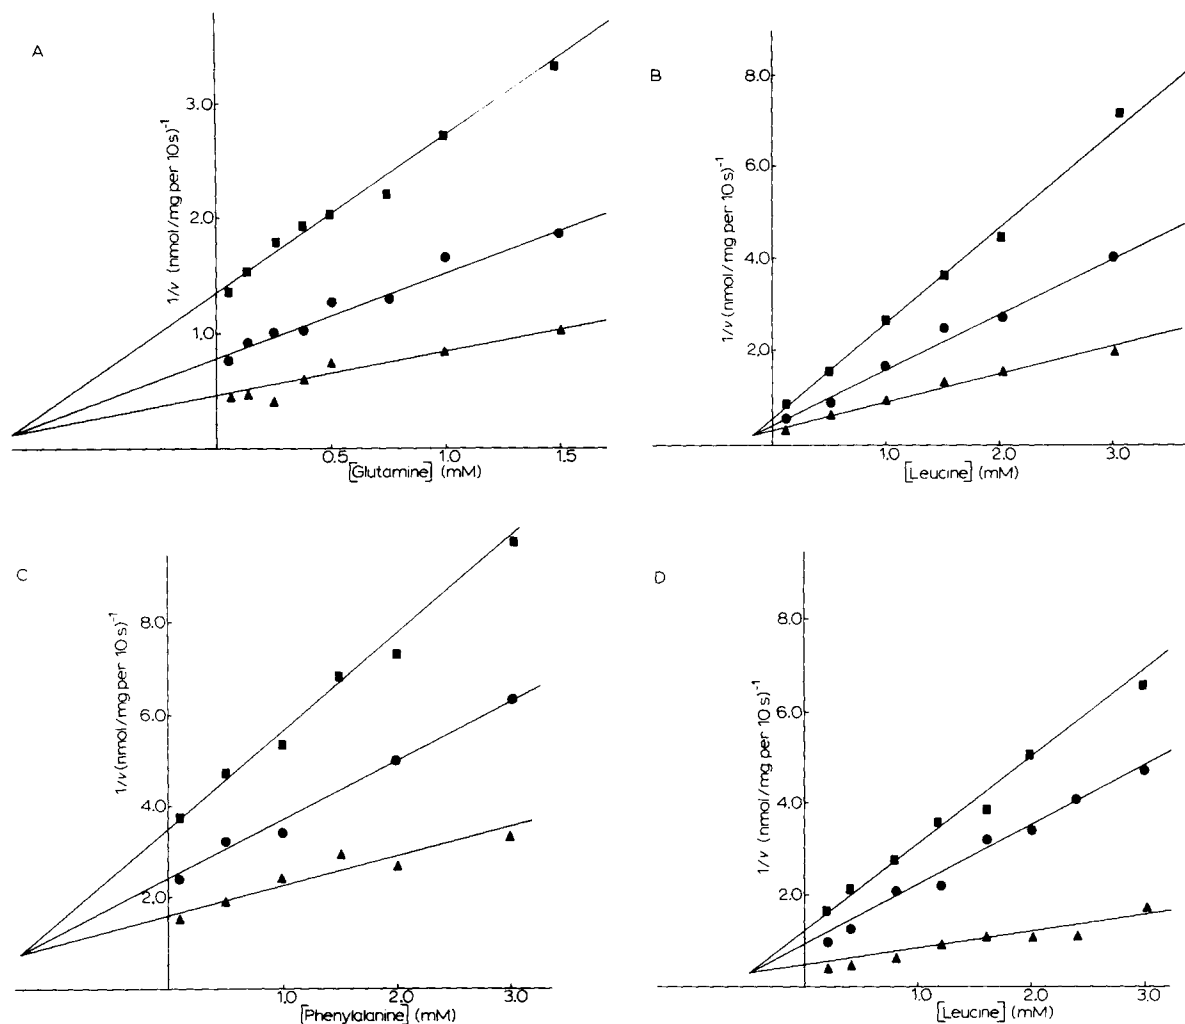 A
1/v (nmol/mg per 10s)⁻¹
3.0
2.0
1.0
0.5 1.0 1.5
[Glutamine] (mM)
B
1/v (nmol/mg per 10s)⁻¹
8.0
6.0
4.0
2.0
1.0 2.0 3.0
[Leucine] (mM)
C
1/v (nmol/mg per 10s)⁻¹
8.0
6.0
4.0
2.0
1.0 2.0 3.0
[Phenylalanine] (mM)
D
1/v (nmol/mg per 10s)⁻¹
8.0
6.0
4.0
2.0
1.0 2.0 3.0
[Leucine] (mM)